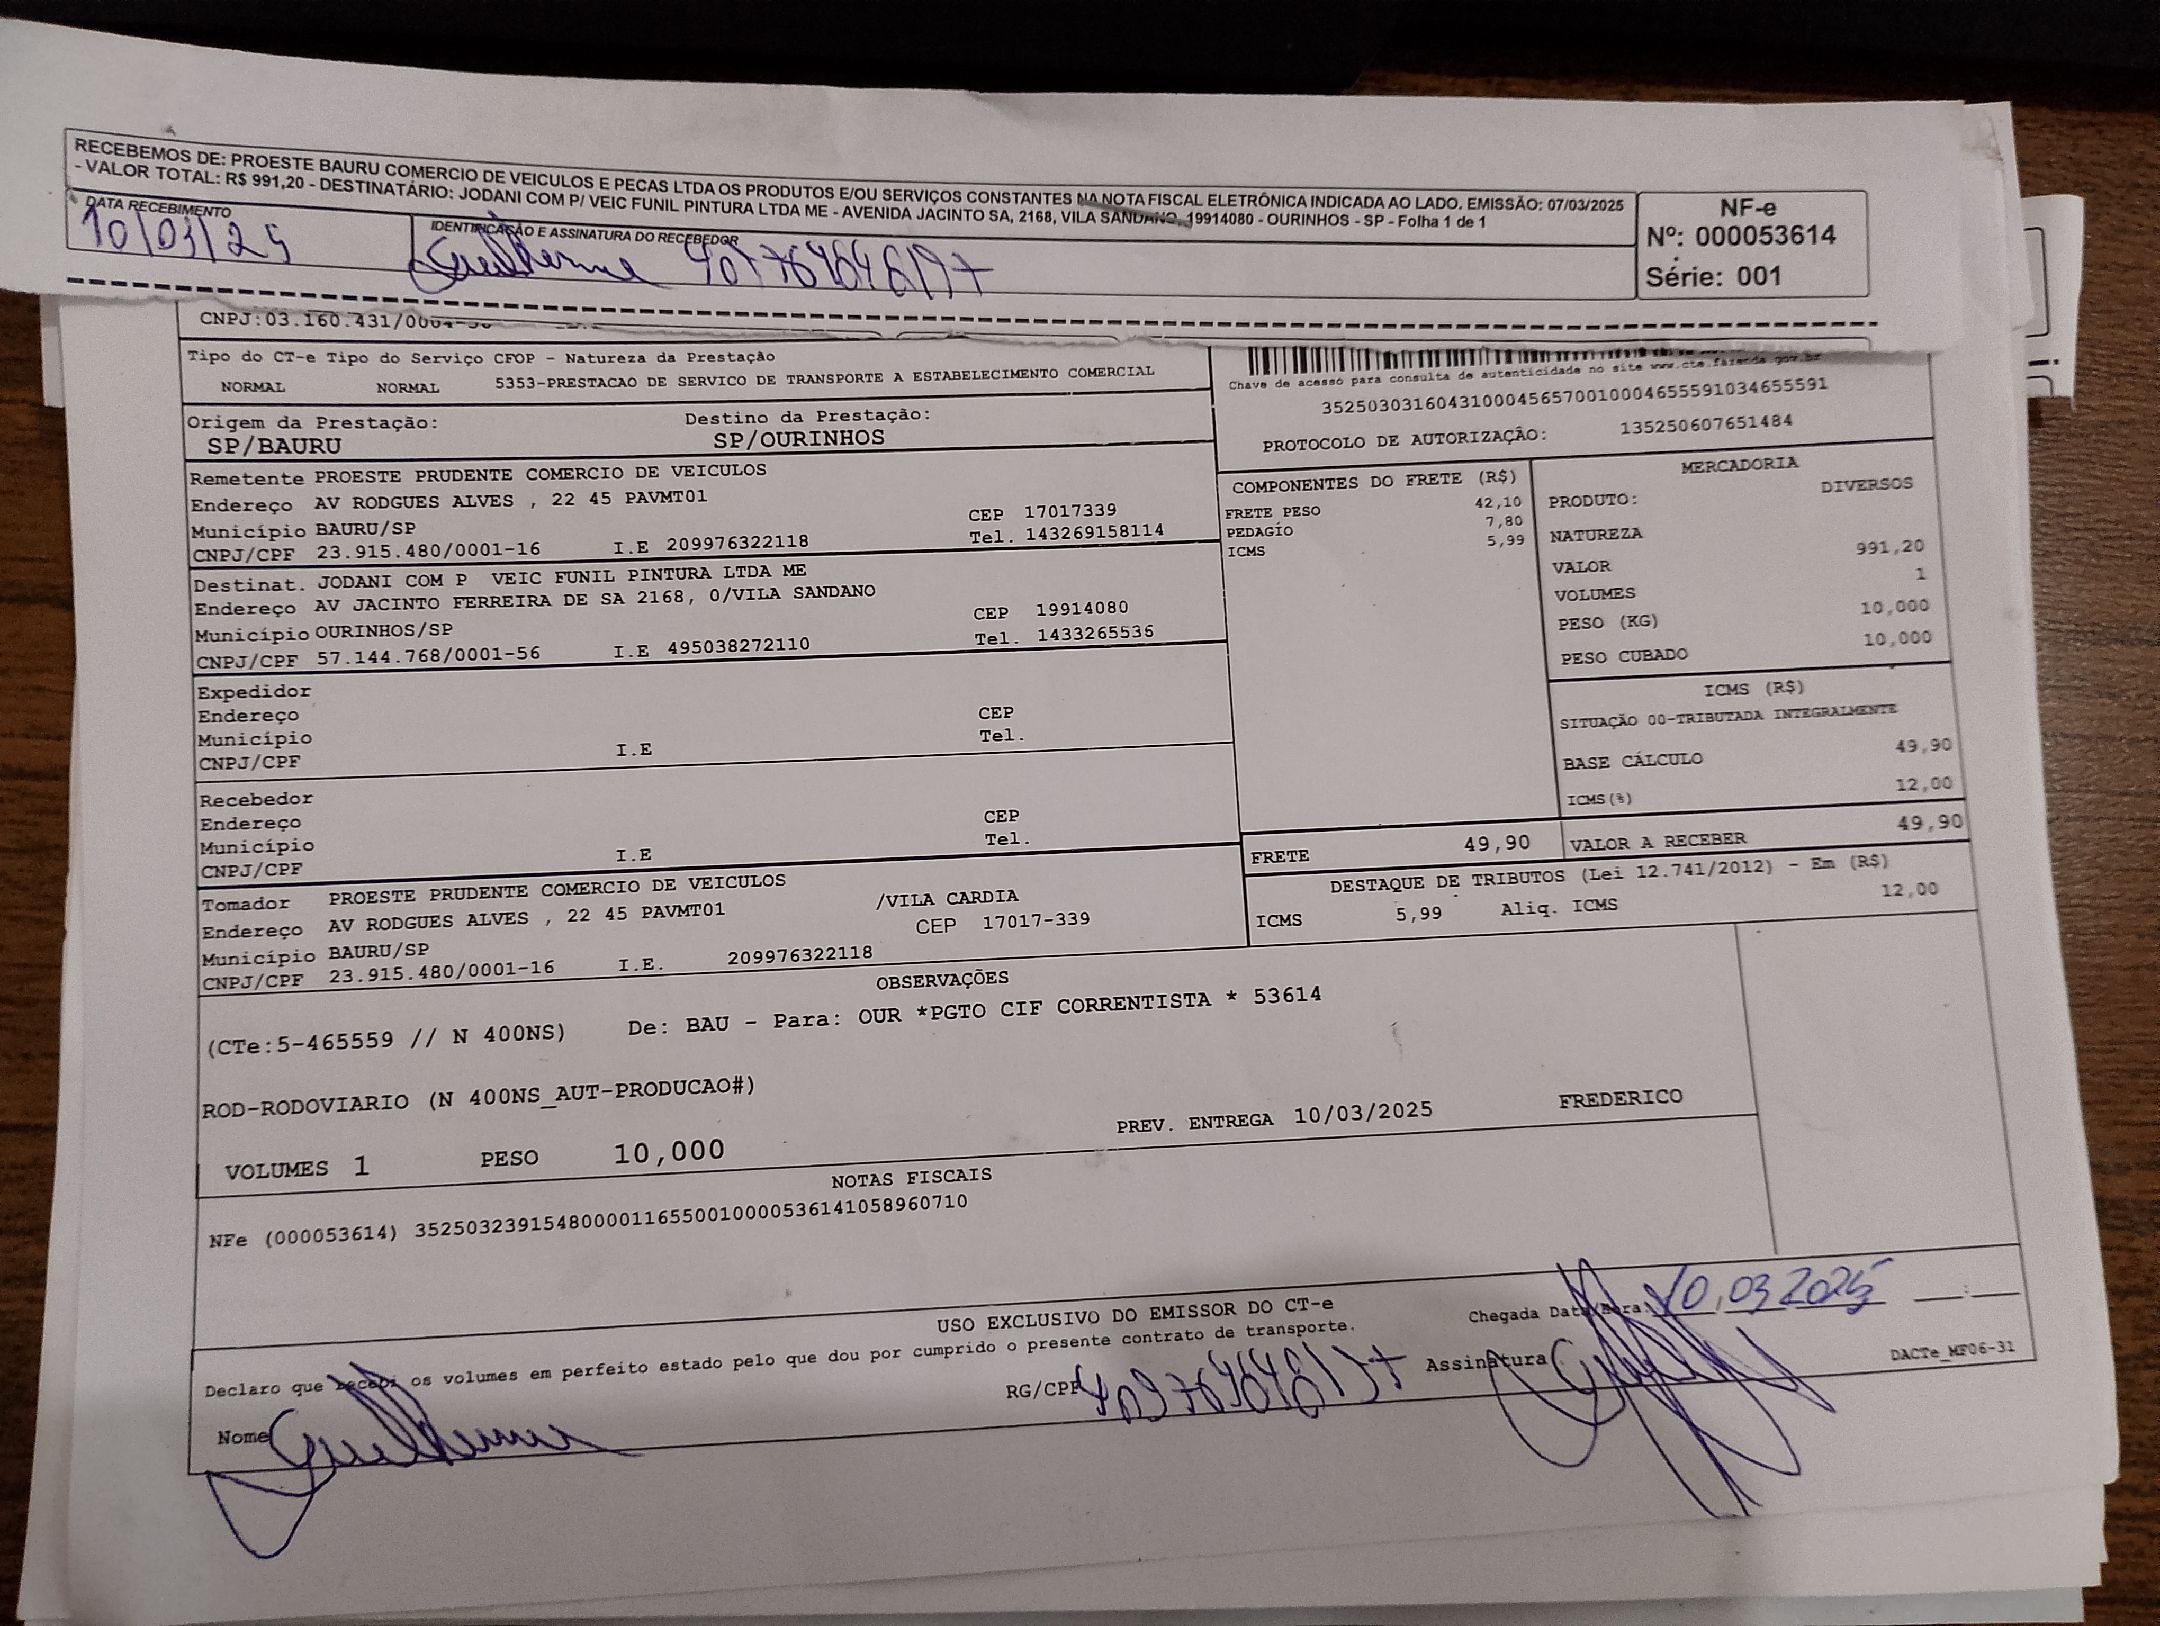 RECEBEMOS DE: PROESTE BAURU COMERCIO DE VEICULOS E PECAS LTDA OS PRODUTOS E/OU SERVIÇOS CONSTANTES NA NOTA FISCAL ELETRÔNICA INDICADA AO LADO. EMISSÃO: 07/03/2025
- VALOR TOTAL: R$ 991,20 - DESTINATÁRIO: JODANI COM P/ VEIC FUNIL PINTURA LTDA ME - AVENIDA JACINTO SA, 2168, VILA SANDANO, 19914080 - OURINHOS - SP - Folha 1 de 1
DATA RECEBIMENTO
10/03/25
IDENTIFICAÇÃO E ASSINATURA DO RECEBEDOR
Guilherme
NF-e
Nº: 000053614
Série: 001
CNPJ:03.160.431/0004-
Tipo do CT-e Tipo do Serviço CFOP - Natureza da Prestação
NORMAL NORMAL 5353-PRESTACAO DE SERVICO DE TRANSPORTE A ESTABELECIMENTO COMERCIAL
Origem da Prestação: Destino da Prestação:
SP/BAURU SP/OURINHOS
Chave de acesso para consulta de autenticidade no site www.cte.fazenda.gov.br
35250303160431000456570010004655591034655591
PROTOCOLO DE AUTORIZAÇÃO: 135250607651484
Remetente PROESTE PRUDENTE COMERCIO DE VEICULOS
Endereço AV RODGUES ALVES , 22 45 PAVMT01
Município BAURU/SP CEP 17017339
CNPJ/CPF 23.915.480/0001-16 I.E 209976322118 Tel. 143269158114
Destinat. JODANI COM P VEIC FUNIL PINTURA LTDA ME
Endereço AV JACINTO FERREIRA DE SA 2168, 0/VILA SANDANO
Município OURINHOS/SP CEP 19914080
CNPJ/CPF 57.144.768/0001-56 I.E 495038272110 Tel. 1433265536
Expedidor
Endereço
Município CEP
CNPJ/CPF I.E Tel.
Recebedor
Endereço
Município CEP
CNPJ/CPF I.E Tel.
Tomador PROESTE PRUDENTE COMERCIO DE VEICULOS
Endereço AV RODGUES ALVES , 22 45 PAVMT01 /VILA CARDIA
Município BAURU/SP CEP 17017-339
CNPJ/CPF 23.915.480/0001-16 I.E. 209976322118
COMPONENTES DO FRETE (R$)
FRETE PESO 42,10
PEDAGÍO 7,80
ICMS 5,99
MERCADORIA
PRODUTO: DIVERSOS
NATUREZA
VALOR 991,20
VOLUMES 1
PESO (KG) 10,000
PESO CUBADO 10,000
ICMS (R$)
SITUAÇÃO 00-TRIBUTADA INTEGRALMENTE
BASE CÁLCULO 49,90
ICMS(%) 12,00
FRETE 49,90 VALOR A RECEBER 49,90
DESTAQUE DE TRIBUTOS (Lei 12.741/2012) - Em (R$)
ICMS 5,99 Aliq. ICMS 12,00
OBSERVAÇÕES
(CTe:5-465559 // N 400NS) De: BAU - Para: OUR *PGTO CIF CORRENTISTA * 53614
ROD-RODOVIARIO (N 400NS_AUT-PRODUCAO#)
PREV. ENTREGA 10/03/2025 FREDERICO
VOLUMES 1 PESO 10,000
NOTAS FISCAIS
NFe (000053614) 35250323915480000116550010000536141058960710
USO EXCLUSIVO DO EMISSOR DO CT-e
Chegada Data/Hora: 10.03 2025 ___:___
Declaro que recebi os volumes em perfeito estado pelo que dou por cumprido o presente contrato de transporte.
Nome Guilherme RG/CPF Assinatura
DACTe_MF06-31